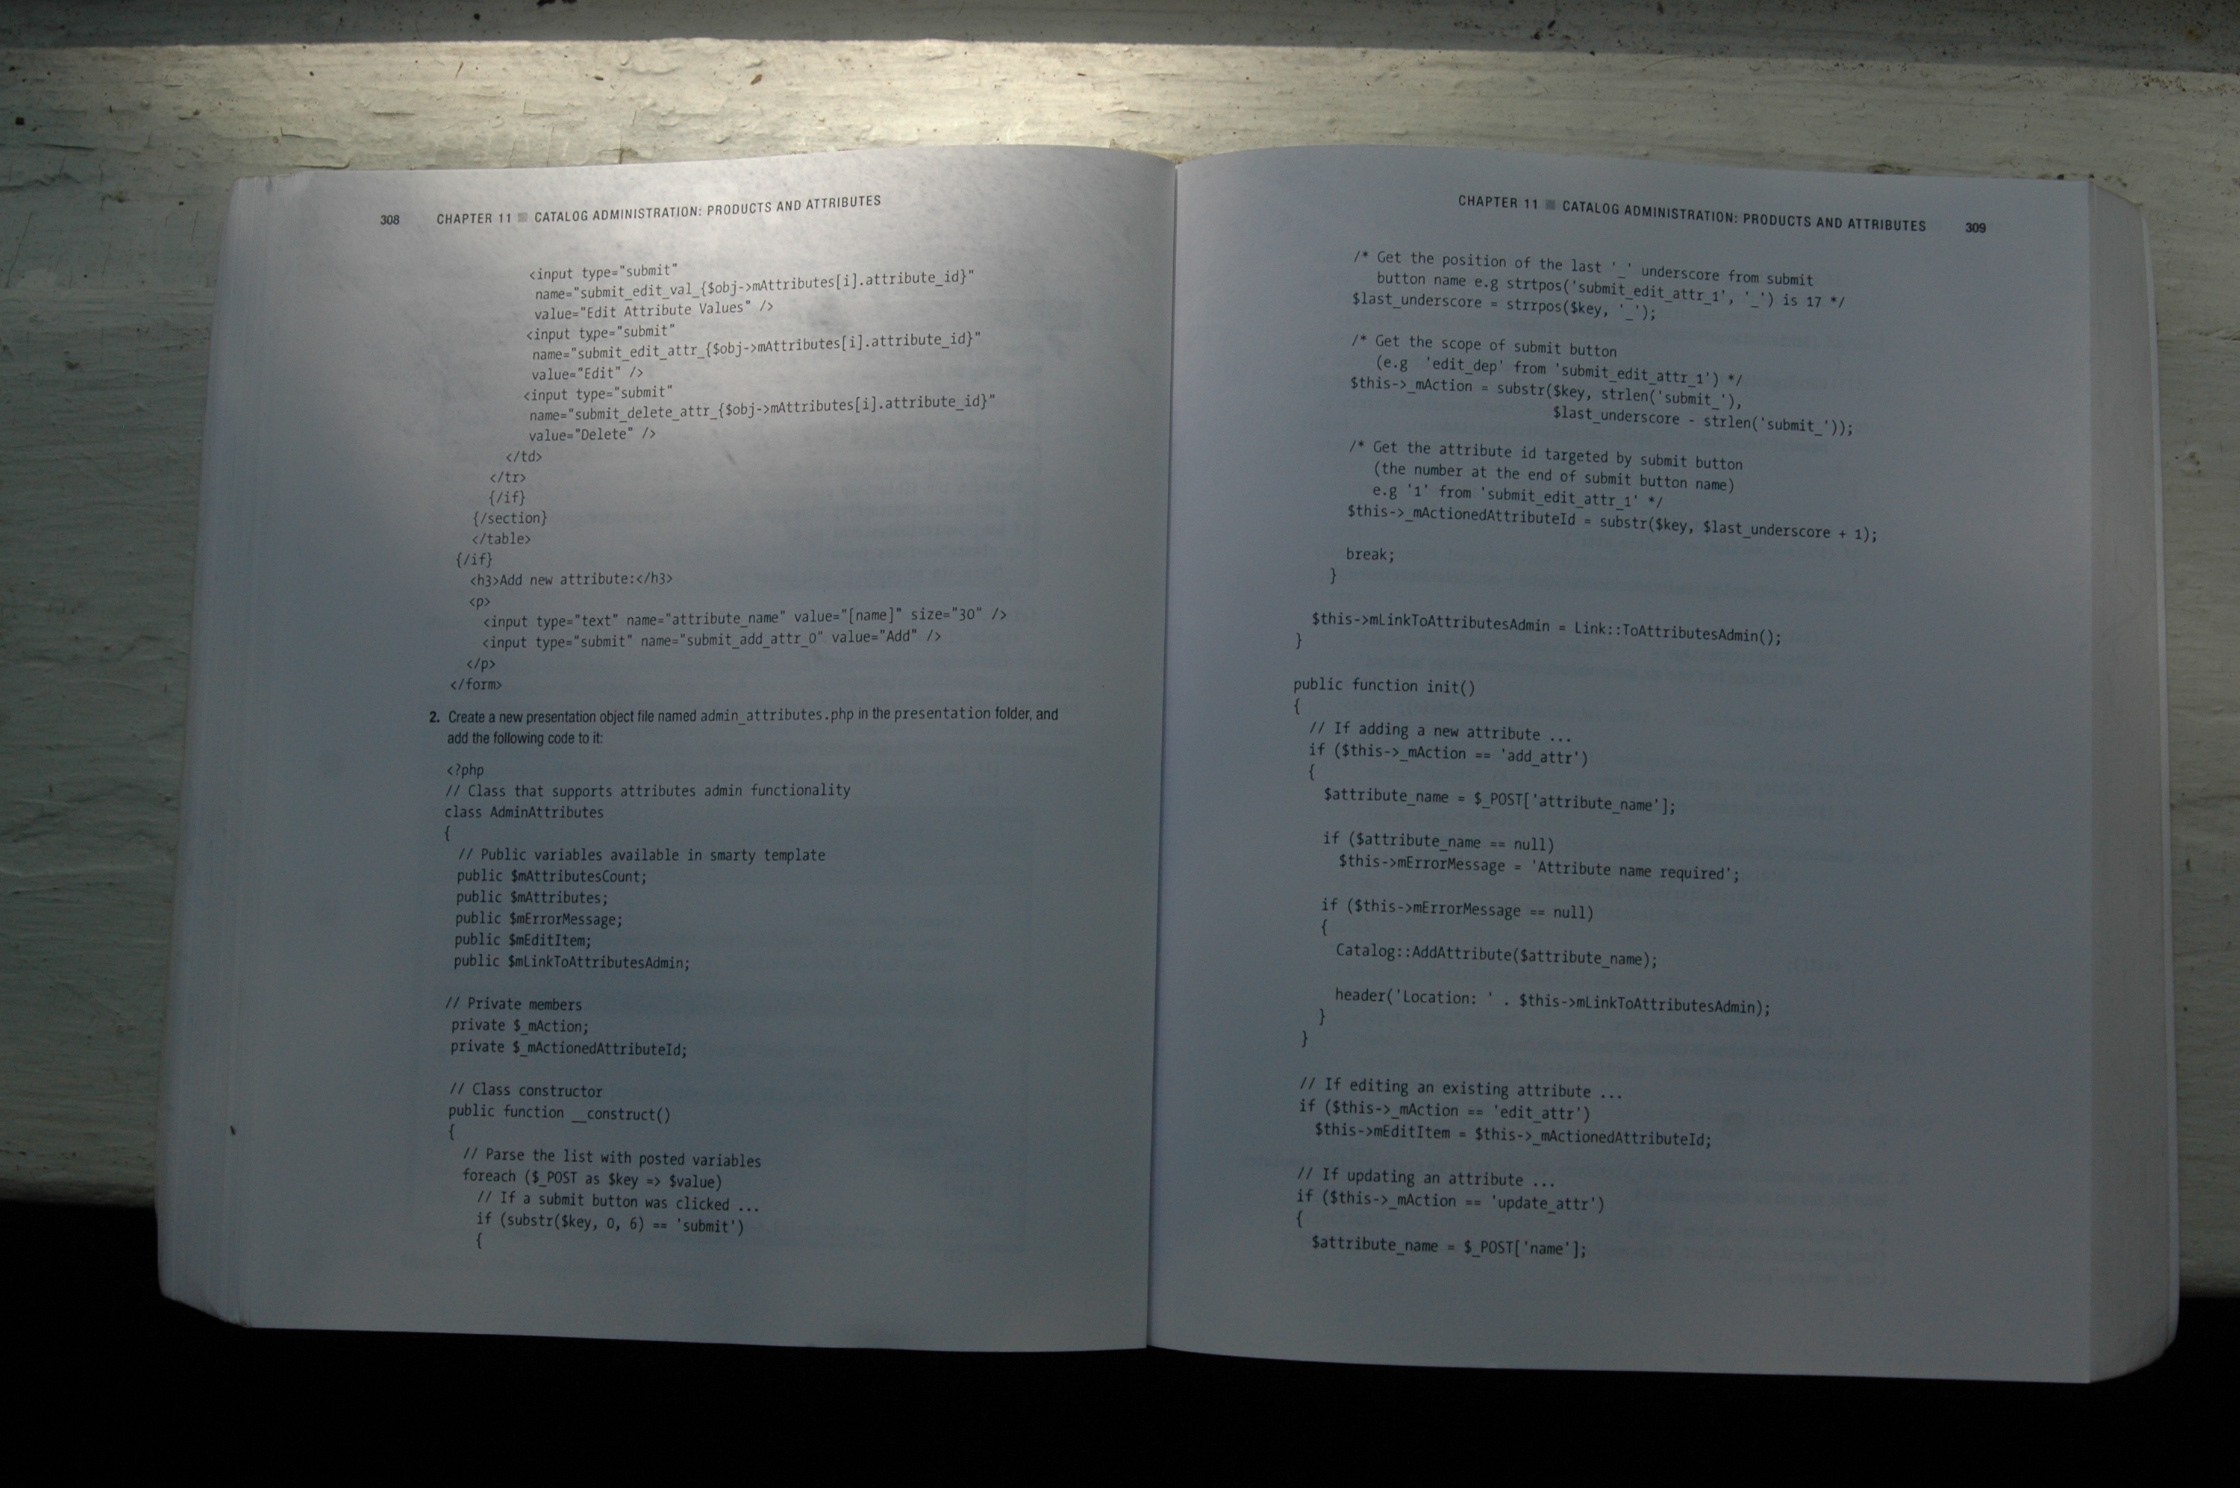 308 CHAPTER 11 ■ CATALOG ADMINISTRATION: PRODUCTS AND ATTRIBUTES
<input type="submit"
name="submit_edit_val_{$obj->mAttributes[i].attribute_id}"
value="Edit Attribute Values" />
<input type="submit"
name="submit_edit_attr_{$obj->mAttributes[i].attribute_id}"
value="Edit" />
<input type="submit"
name="submit_delete_attr_{$obj->mAttributes[i].attribute_id}"
value="Delete" />
</td>
</tr>
{/if}
{/section}
</table>
{/if}
<h3>Add new attribute:</h3>
<p>
<input type="text" name="attribute_name" value="[name]" size="30" />
<input type="submit" name="submit_add_attr_0" value="Add" />
</p>
</form>
2. Create a new presentation object file named admin_attributes.php in the presentation folder, and
add the following code to it:
<?php
// Class that supports attributes admin functionality
class AdminAttributes
{
// Public variables available in smarty template
public $mAttributesCount;
public $mAttributes;
public $mErrorMessage;
public $mEditItem;
public $mLinkToAttributesAdmin;
// Private members
private $_mAction;
private $_mActionedAttributeId;
// Class constructor
public function __construct()
{
// Parse the list with posted variables
foreach ($_POST as $key => $value)
// If a submit button was clicked ...
if (substr($key, 0, 6) == 'submit')
{
CHAPTER 11 ■ CATALOG ADMINISTRATION: PRODUCTS AND ATTRIBUTES 309
/* Get the position of the last '_' underscore from submit
button name e.g strtpos('submit_edit_attr_1', '_') is 17 */
$last_underscore = strrpos($key, '_');
/* Get the scope of submit button
(e.g 'edit_dep' from 'submit_edit_attr_1') */
$this->_mAction = substr($key, strlen('submit_'),
$last_underscore - strlen('submit_'));
/* Get the attribute id targeted by submit button
(the number at the end of submit button name)
e.g '1' from 'submit_edit_attr_1' */
$this->_mActionedAttributeId = substr($key, $last_underscore + 1);
break;
}
$this->mLinkToAttributesAdmin = Link::ToAttributesAdmin();
}
public function init()
{
// If adding a new attribute ...
if ($this->_mAction == 'add_attr')
{
$attribute_name = $_POST['attribute_name'];
if ($attribute_name == null)
$this->mErrorMessage = 'Attribute name required';
if ($this->mErrorMessage == null)
{
Catalog::AddAttribute($attribute_name);
header('Location: ' . $this->mLinkToAttributesAdmin);
}
}
// If editing an existing attribute ...
if ($this->_mAction == 'edit_attr')
$this->mEditItem = $this->_mActionedAttributeId;
// If updating an attribute ...
if ($this->_mAction == 'update_attr')
{
$attribute_name = $_POST['name'];